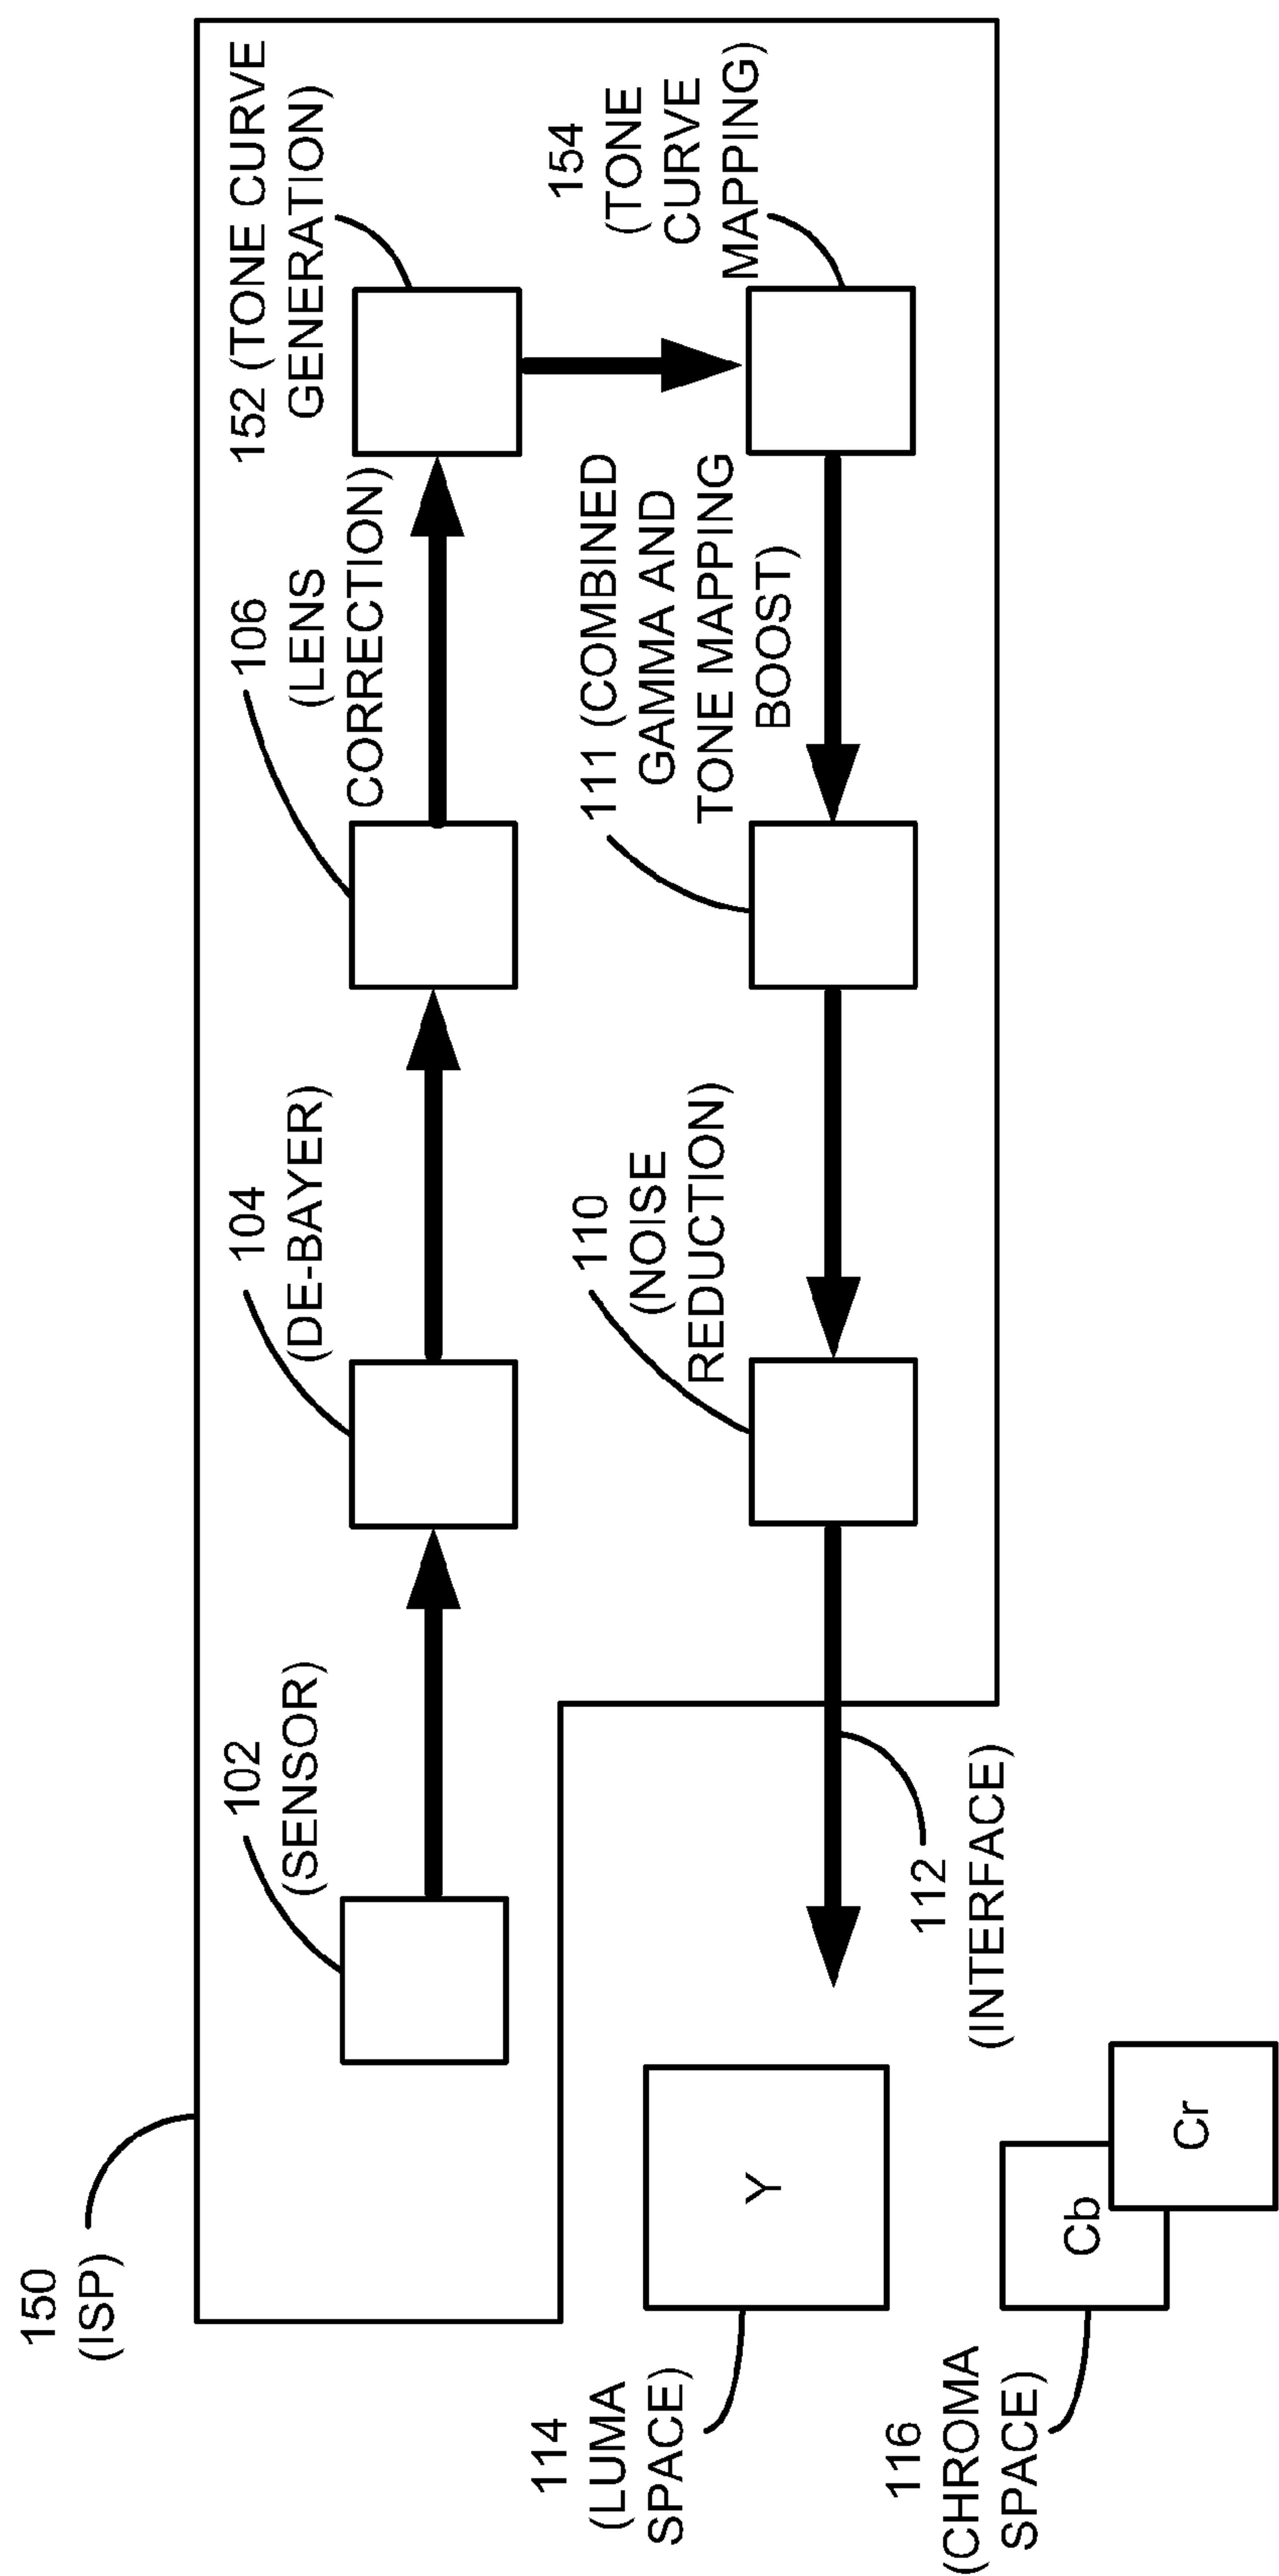 150
(ISP)
102
(SENSOR)
104
(DE-BAYER)
106
(LENS
CORRECTION)
152 (TONE CURVE
GENERATION)
154
(TONE
CURVE
MAPPING)
111 (COMBINED
GAMMA AND
TONE MAPPING
BOOST)
110
(NOISE
REDUCTION)
112
(INTERFACE)
114
(LUMA
SPACE)
Y
116
(CHROMA
SPACE)
Cb
Cr